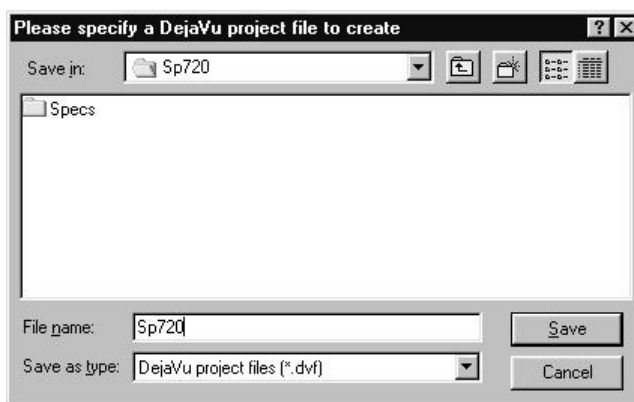 Please specify a DejaVu project file to create
Save in: Sp720
Specs
File name: Sp720 Save
Save as type: DejaVu project files (*.dvf) Cancel